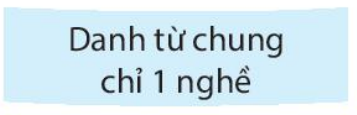 Danh từ chung
chỉ 1 nghề